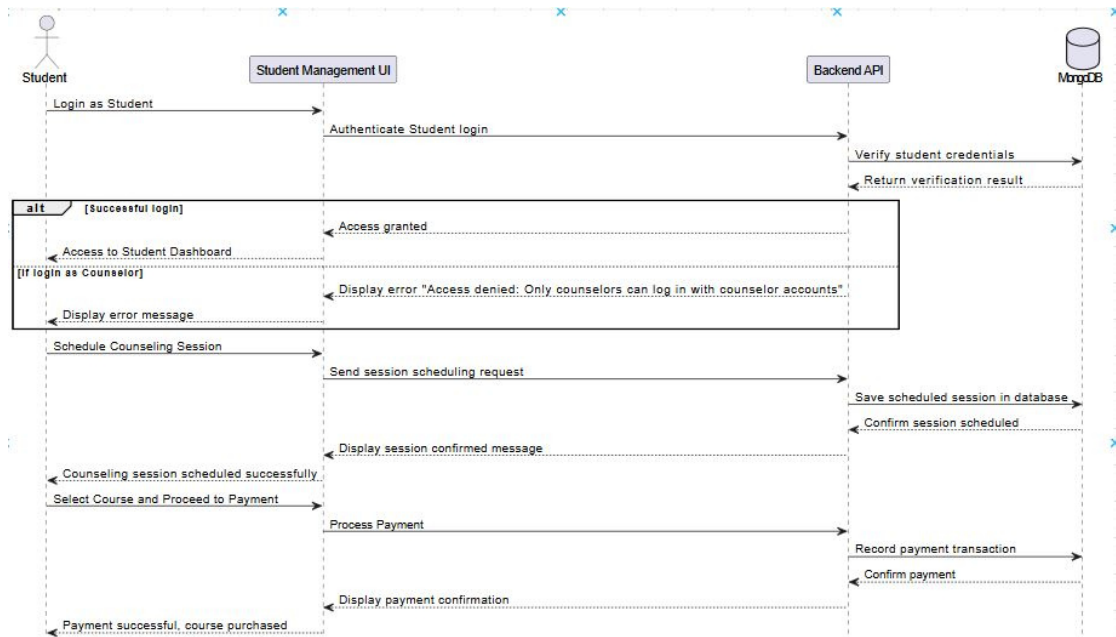 Student
Student Management UI
Backend API
MongoDB
Login as Student
Authenticate Student login
Verify student credentials
Return verification result
alt [Successful login]
Access granted
Access to Student Dashboard
[If login as Counselor]
Display error "Access denied: Only counselors can log in with counselor accounts"
Display error message
Schedule Counseling Session
Send session scheduling request
Save scheduled session in database
Confirm session scheduled
Display session confirmed message
Counseling session scheduled successfully
Select Course and Proceed to Payment
Process Payment
Record payment transaction
Confirm payment
Display payment confirmation
Payment successful, course purchased